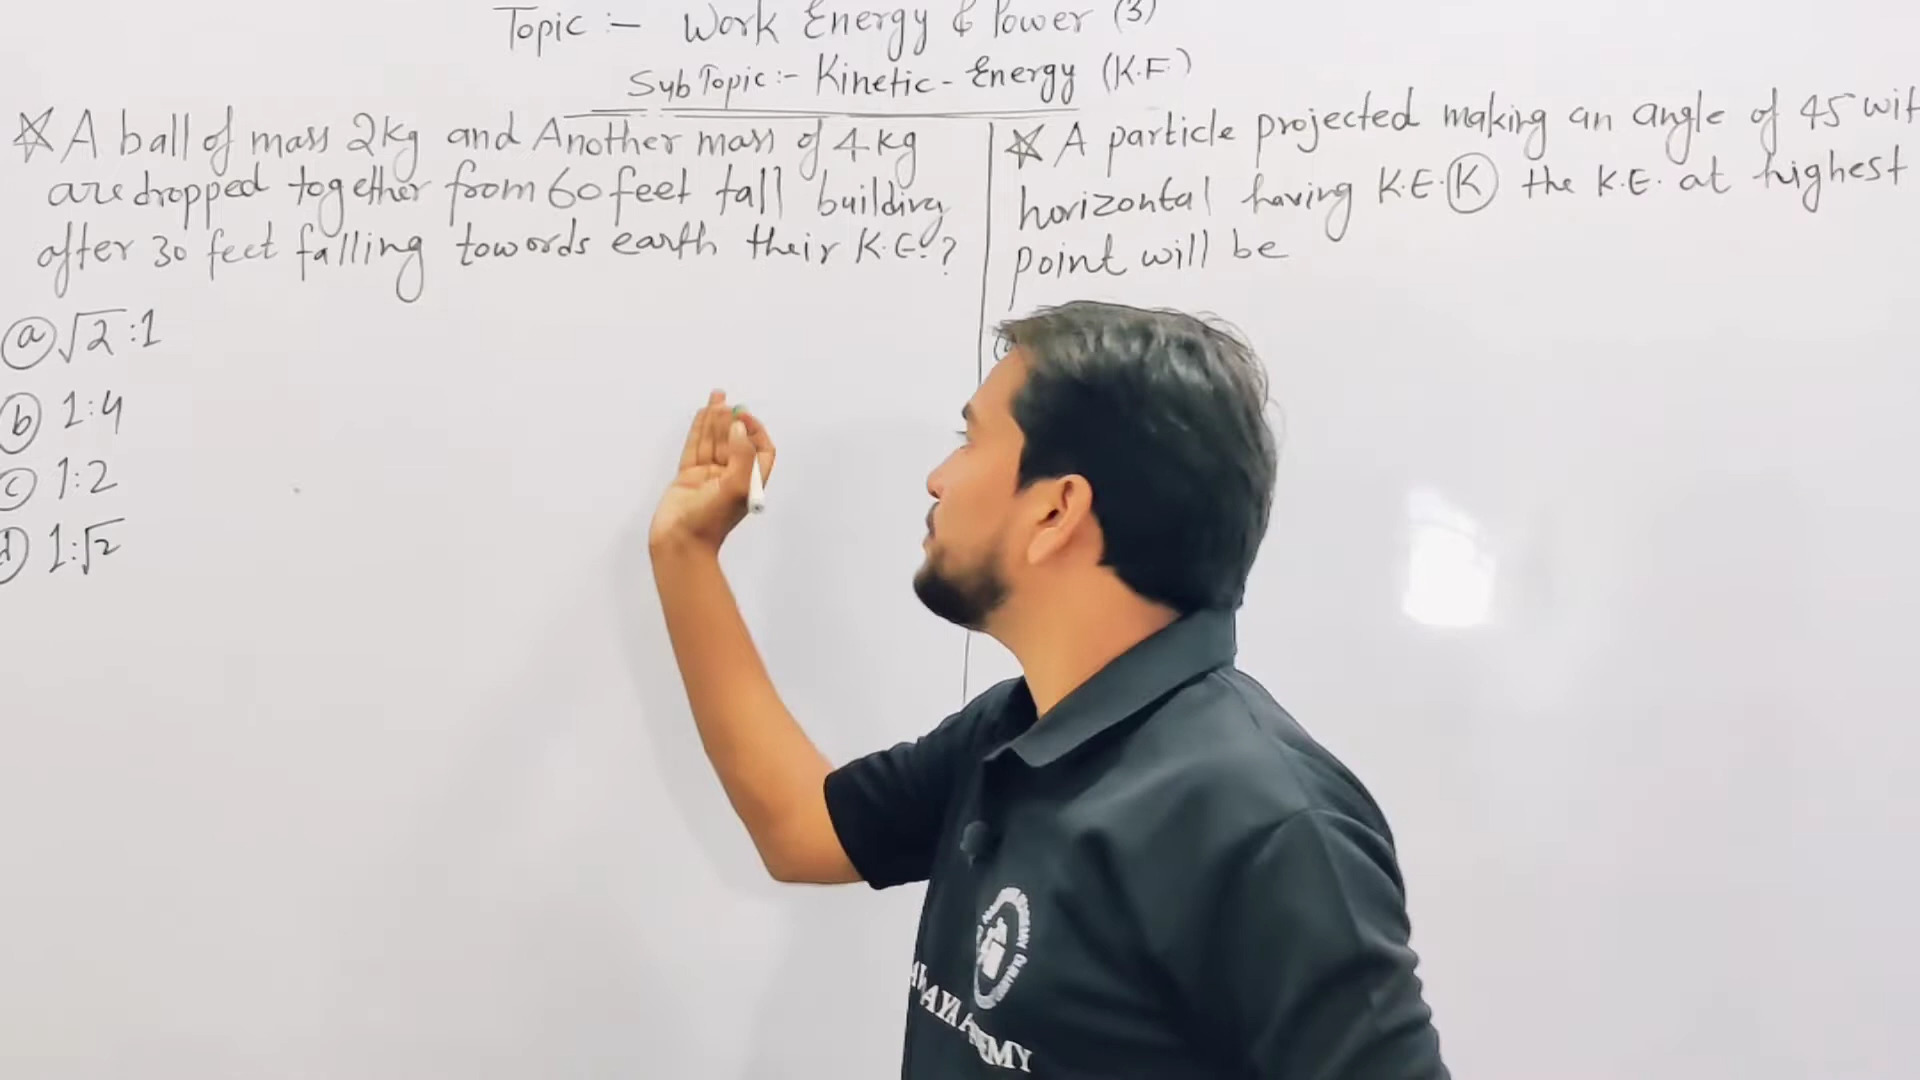 Topic :- Work Energy & Power (3)
Sub Topic :- Kinetic - Energy (K.E)
☆ A ball of mass 2kg and Another mass of 4kg
are dropped together from 60 feet tall building
after 30 feet falling towords earth their K.E.?
(a) √2:1
(b) 1:4
(c) 1:2
(d) 1:√2
☆ A particle projected making an angle of 45 wit
horizontal having K.E. (K) the K.E. at highest
point will be